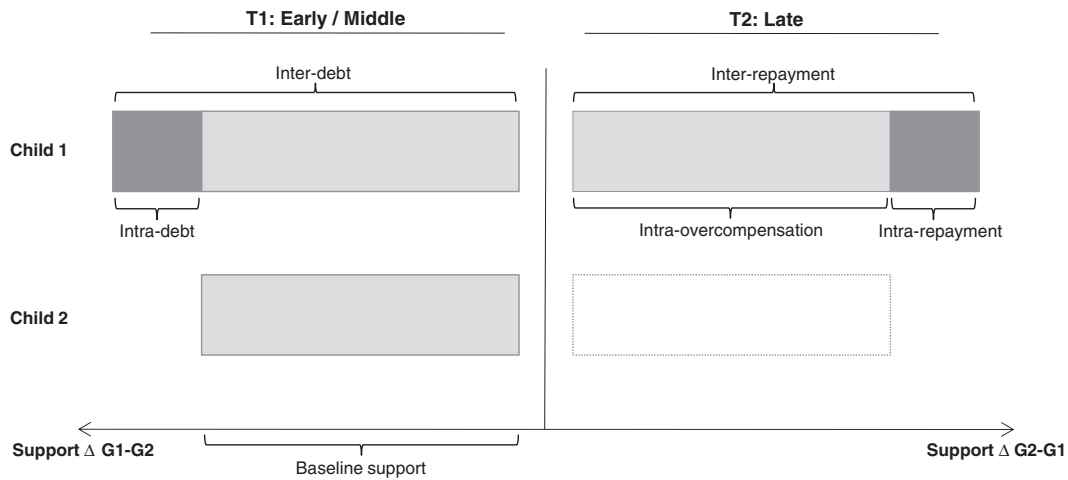 T1: Early / Middle
T2: Late
Inter-debt
Inter-repayment
Child 1
Intra-debt
Intra-overcompensation
Intra-repayment
Child 2
Support Δ G1-G2
Support Δ G2-G1
Baseline support